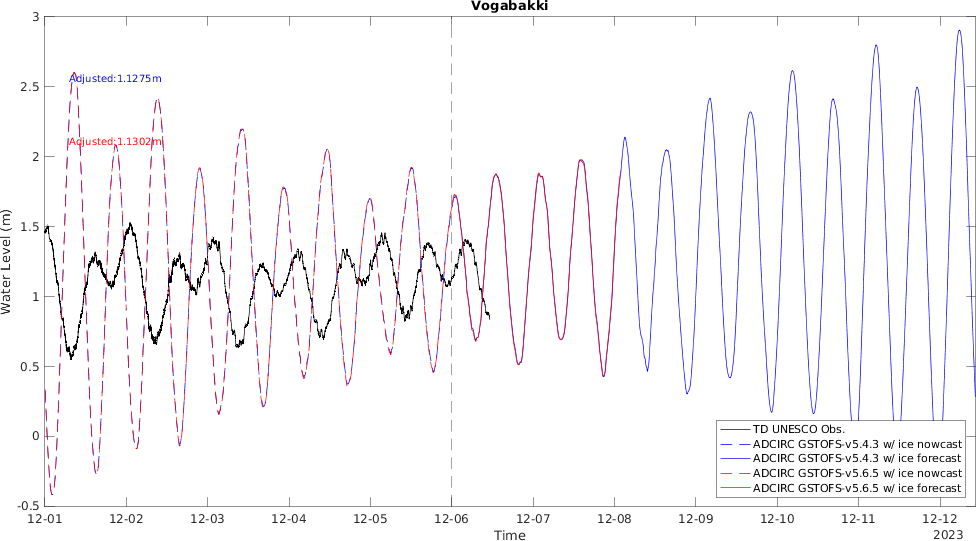 Vogabakki
3
2.5
2
1.5
1
0.5
0
-0.5
Water Level (m)
Adjusted:1.1275m
Adjusted:1.1302m
TD UNESCO Obs.
ADCIRC GSTOFS-v5.4.3 w/ ice nowcast
ADCIRC GSTOFS-v5.4.3 w/ ice forecast
ADCIRC GSTOFS-v5.6.5 w/ ice nowcast
ADCIRC GSTOFS-v5.6.5 w/ ice forecast
12-01 12-02 12-03 12-04 12-05 12-06 12-07 12-08 12-09 12-10 12-11 12-12
Time
2023